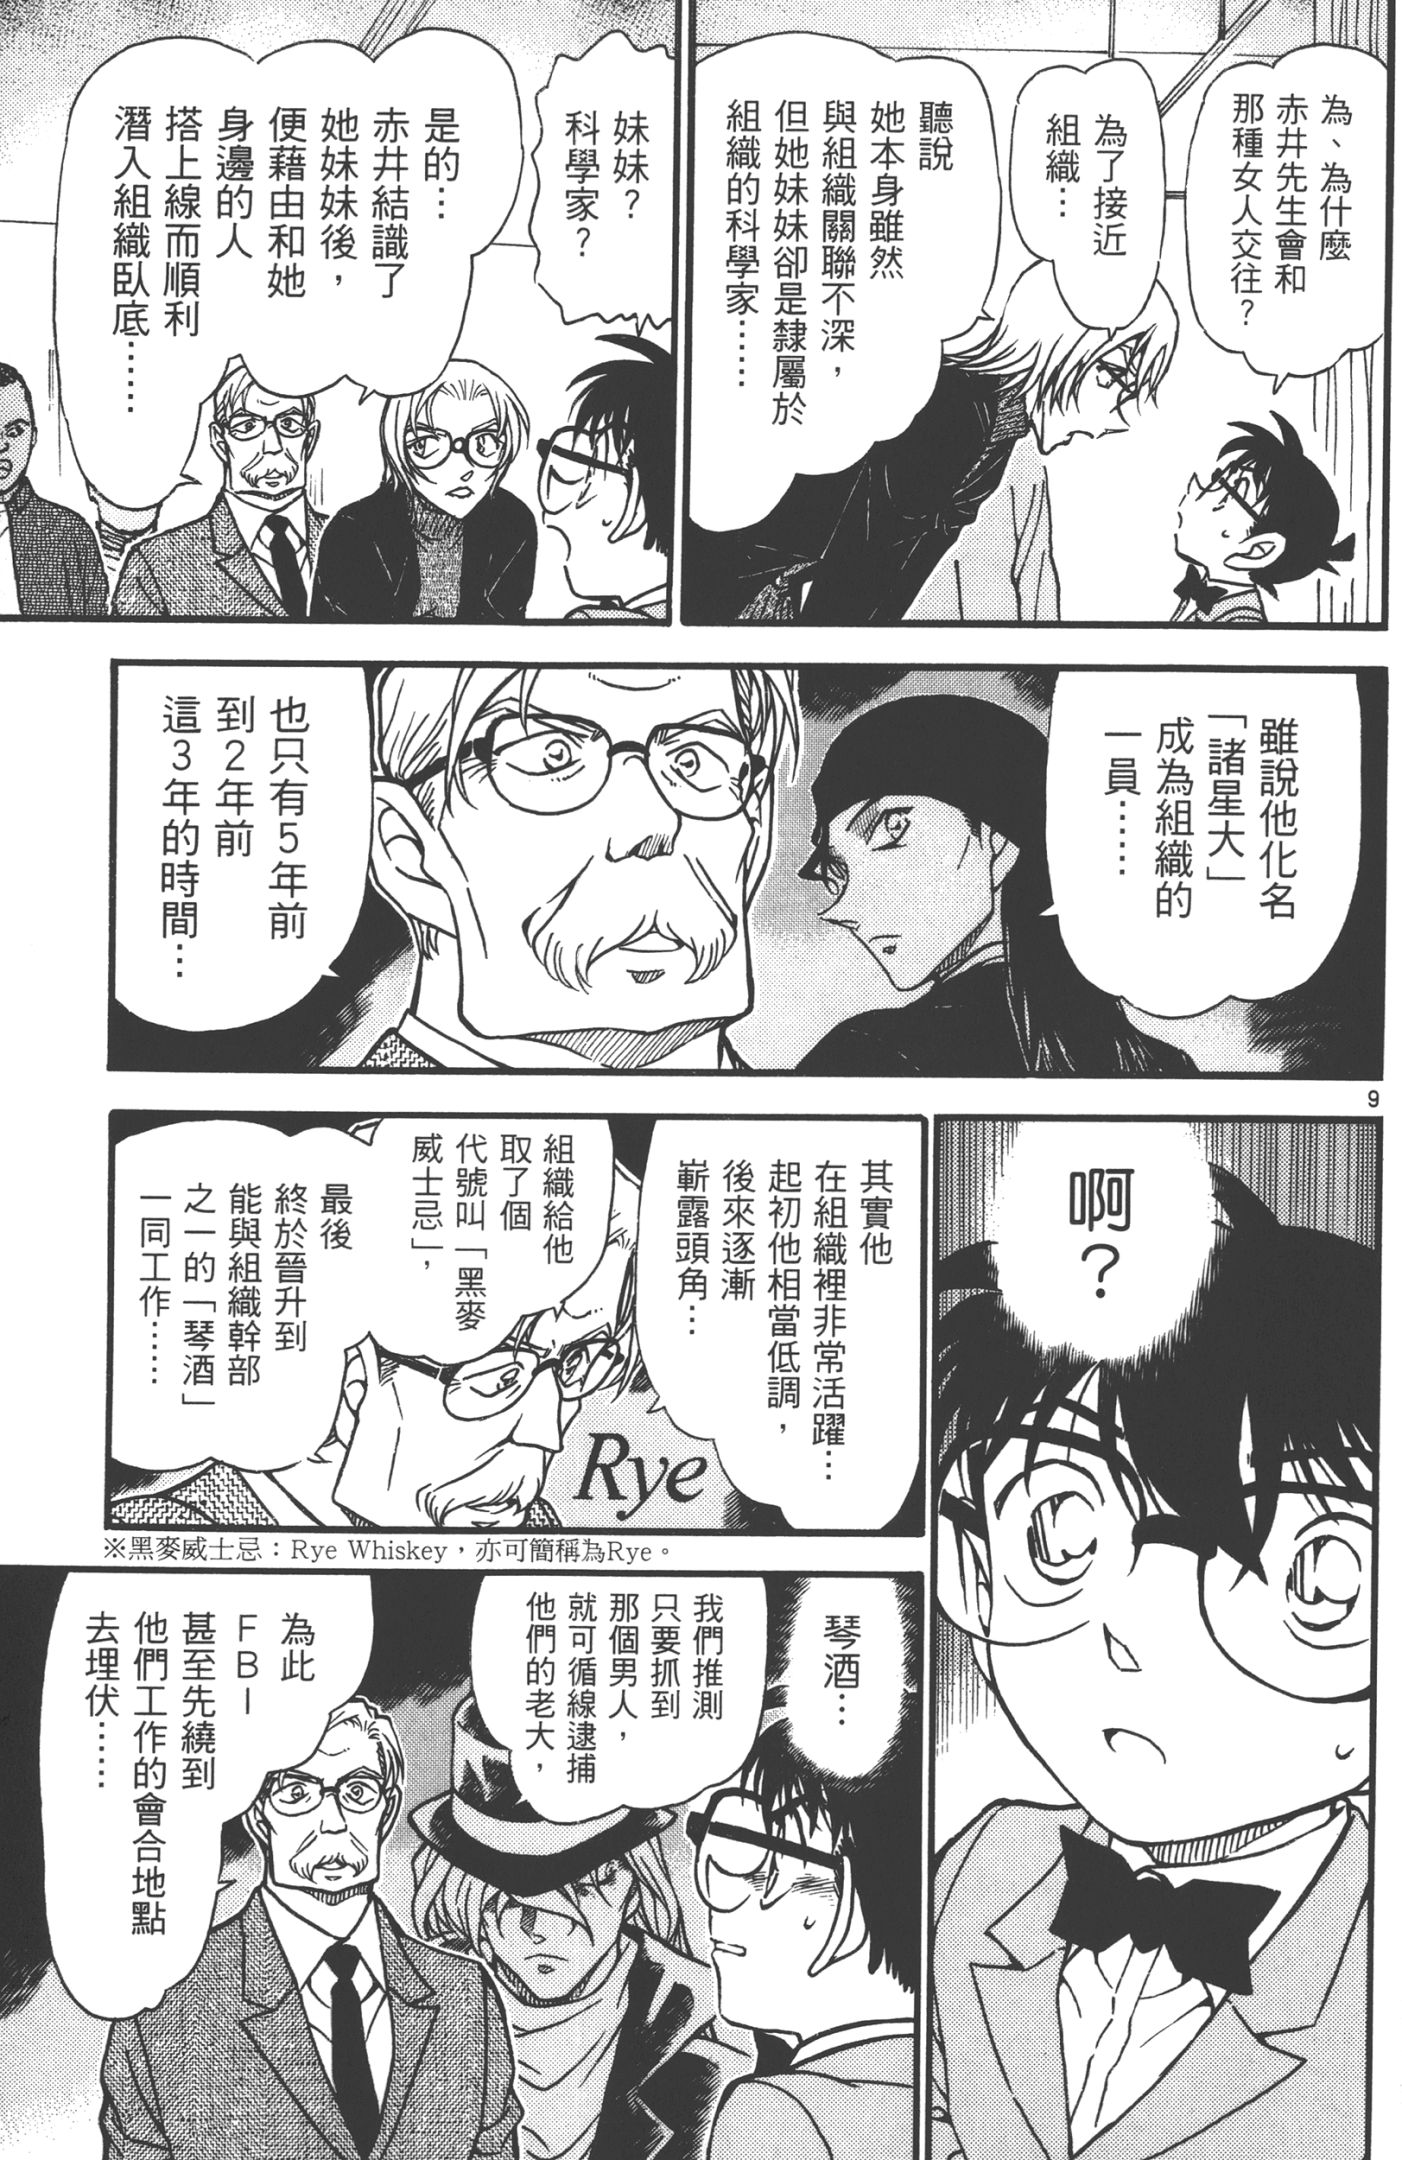 為、為什麼
赤井先生會和
那種女人交往？
為了接近
組織…
聽說
她本身雖然
與組織關聯不深，
但她妹妹卻是隸屬於
組織的科學家……
妹妹？
科學家？
是的…
赤井結識了
她妹妹後，
便藉由和她
身邊的人
搭上線而順利
潛入組織臥底……
雖說他化名
「諸星大」
成為組織的
一員……
也只有5年前
到2年前
這3年的時間…
9
啊？
其實他
在組織裡非常活躍…
起初他相當低調，
後來逐漸
嶄露頭角…
組織給他
取了個
代號叫「黑麥
威士忌」，
最後
終於晉升到
能與組織幹部
之一的「琴酒」
一同工作……
Rye
※黑麥威士忌：Rye Whiskey，亦可簡稱為Rye。
琴酒…
我們推測
只要抓到
那個男人，
就可循線逮捕
他們的老大，
為此
FBI
甚至先繞到
他們工作的會合地點
去埋伏……